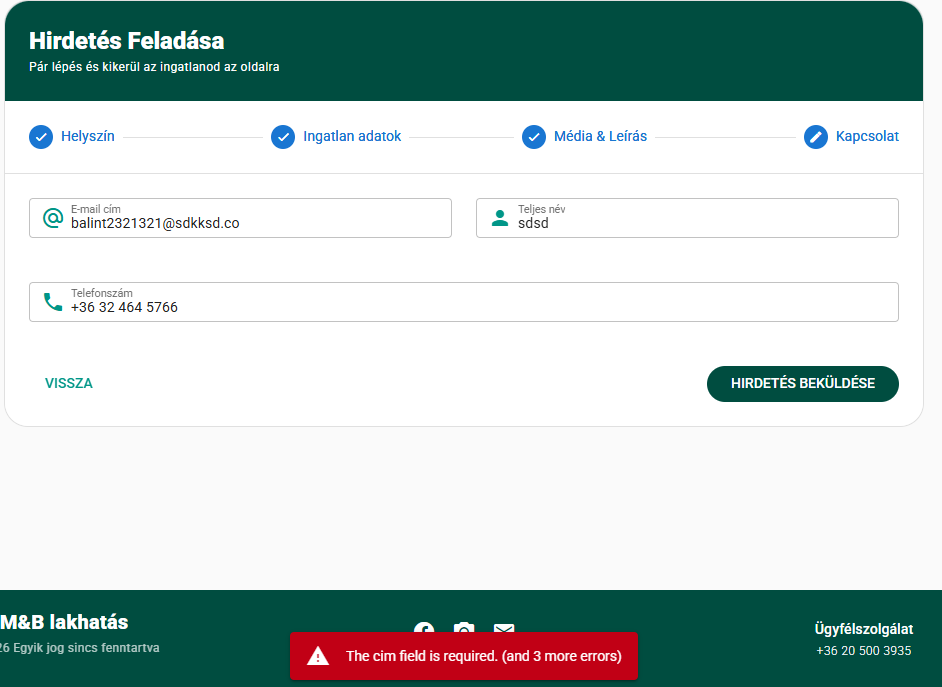 Hirdetés Feladása
Pár lépés és kikerül az ingatlanod az oldalra
Helyszín
Ingatlan adatok
Média & Leírás
Kapcsolat
E-mail cím
balint2321321@sdkksd.co
Teljes név
sdsd
Telefonszám
+36 32 464 5766
VISSZA
HIRDETÉS BEKÜLDÉSE
M&B lakhatás
26 Egyik jog sincs fenntartva
Ügyfélszolgálat
+36 20 500 3935
The cim field is required. (and 3 more errors)